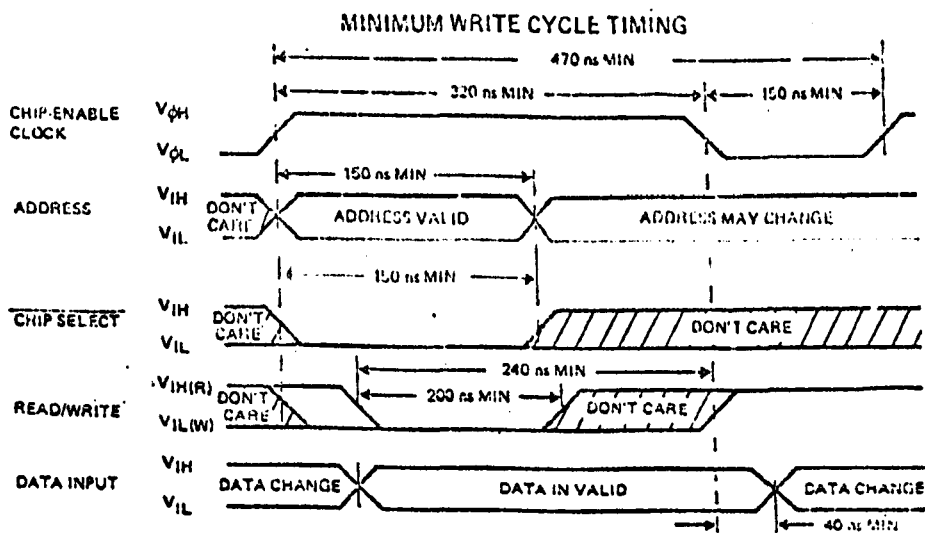 MINIMUM WRITE CYCLE TIMING
470 ns MIN
320 ns MIN
150 ns MIN
CHIP-ENABLE
CLOCK
VφH
VφL
150 ns MIN
ADDRESS
VIH
VIL
DON'T
CARE
ADDRESS VALID
ADDRESS MAY CHANGE
150 ns MIN
CHIP SELECT
VIH
VIL
DON'T
CARE
DON'T CARE
240 ns MIN
200 ns MIN
READ/WRITE
VIH(R)
VIL(W)
DON'T
CARE
DON'T CARE
DATA INPUT
VIH
VIL
DATA CHANGE
DATA IN VALID
DATA CHANGE
40 ns MIN